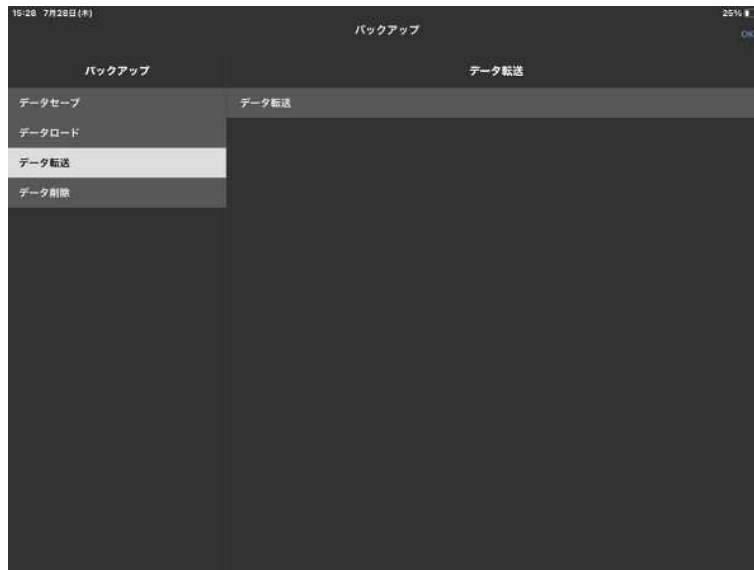 15:28 7月28日(木)
25%
バックアップ
OK
バックアップ
データ転送
データセーブ
データ転送
データロード
データ転送
データ削除